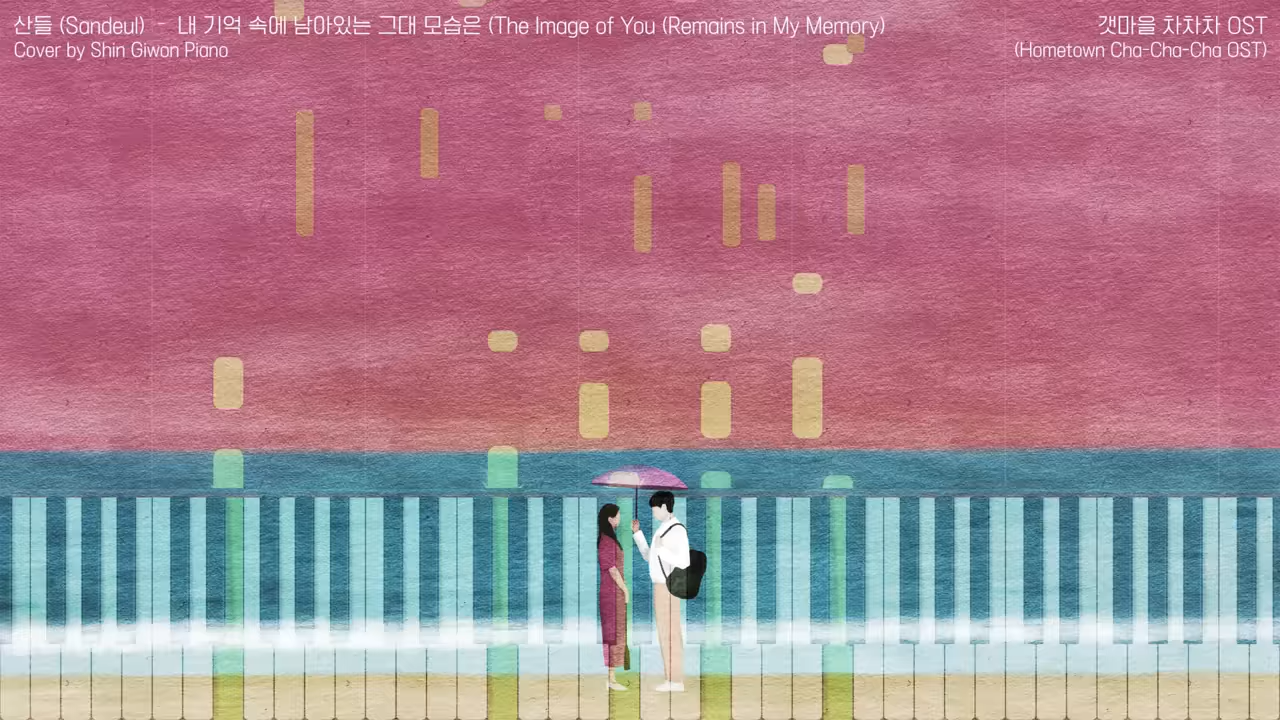 산들 (Sandeul) - 내 기억 속에 남아있는 그대 모습은 (The Image of You (Remains in My Memory)
Cover by Shin Giwon Piano
갯마을 차차차 OST
(Hometown Cha-Cha-Cha OST)